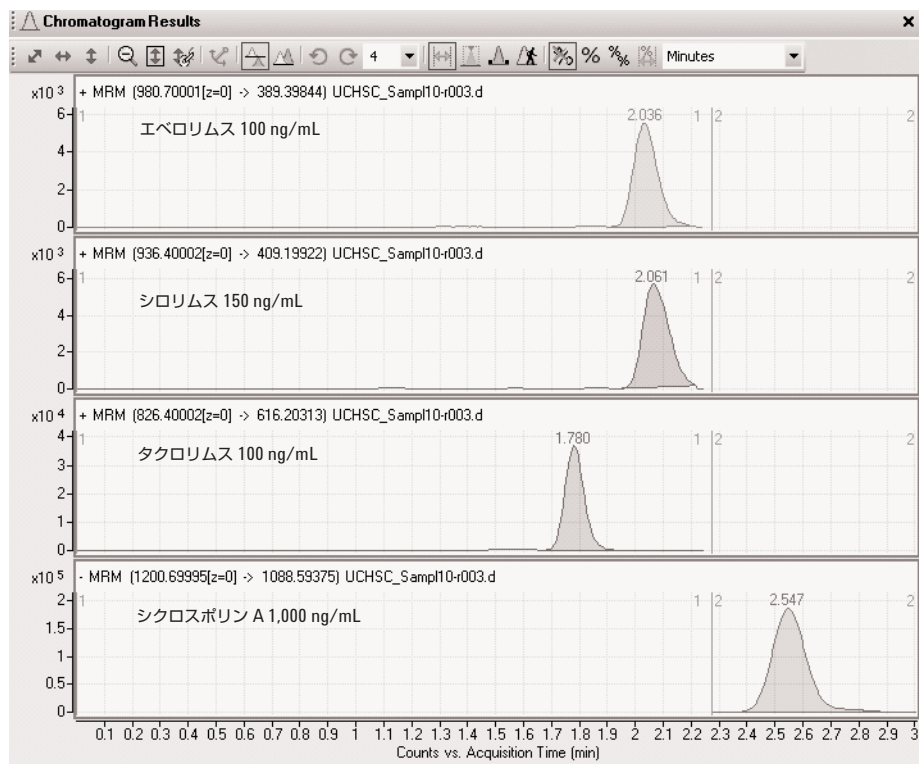 Chromatogram Results
4 Minutes
x10 3 + MRM (980.70001[z=0] -> 389.39844) UCHSC_Sampl10-r003.d
6 1 エベロリムス 100 ng/mL 2.036 1 2 2
4
2
0
x10 3 + MRM (936.40002[z=0] -> 409.19922) UCHSC_Sampl10-r003.d
6 1 シロリムス 150 ng/mL 2.061 1 2 2
4
2
0
x10 4 + MRM (826.40002[z=0] -> 616.20313) UCHSC_Sampl10-r003.d
4 1 タクロリムス 100 ng/mL 1.780 1 2 2
3
2
1
0
x10 5 - MRM (1200.69995[z=0] -> 1088.59375) UCHSC_Sampl10-r003.d
2 1 シクロスポリン A 1,000 ng/mL 1 2 2.547 2
1.5
1
0.5
0
0.1 0.2 0.3 0.4 0.5 0.6 0.7 0.8 0.9 1 1.1 1.2 1.3 1.4 1.5 1.6 1.7 1.8 1.9 2 2.1 2.2 2.3 2.4 2.5 2.6 2.7 2.8 2.9 3
Counts vs. Acquisition Time (min)